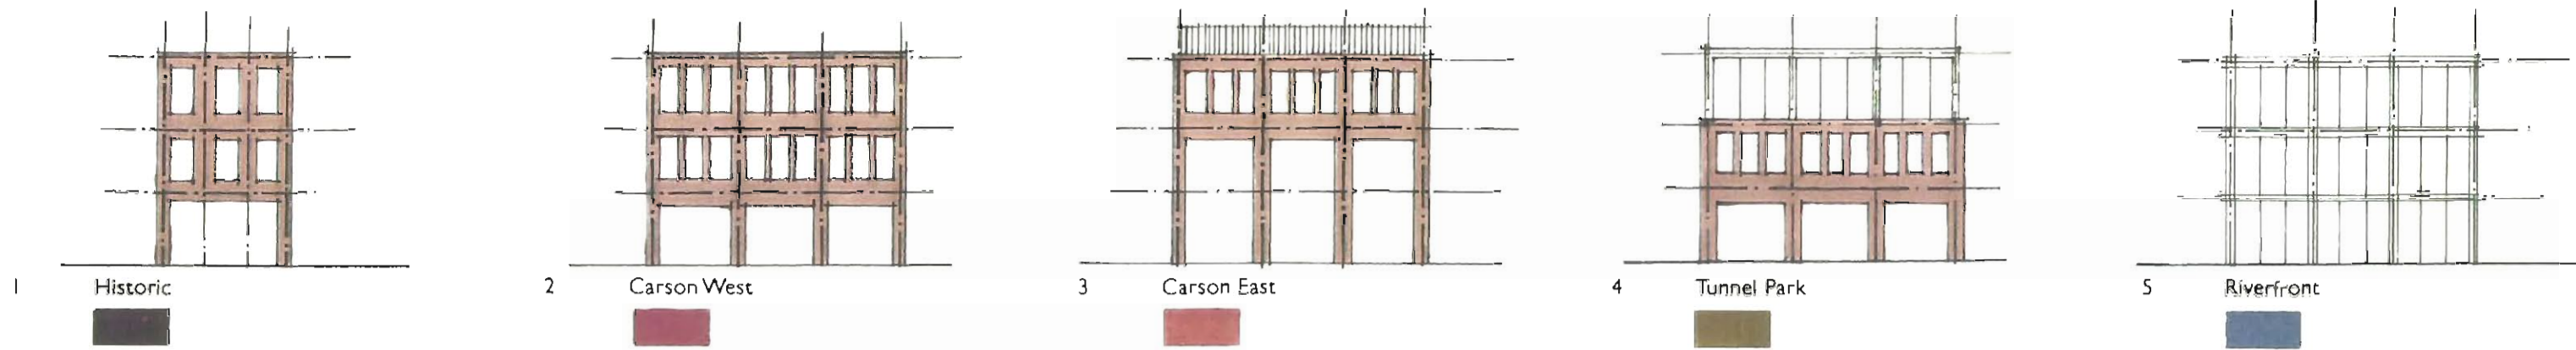 1 Historic
2 Carson West
3 Carson East
4 Tunnel Park
5 Riverfront